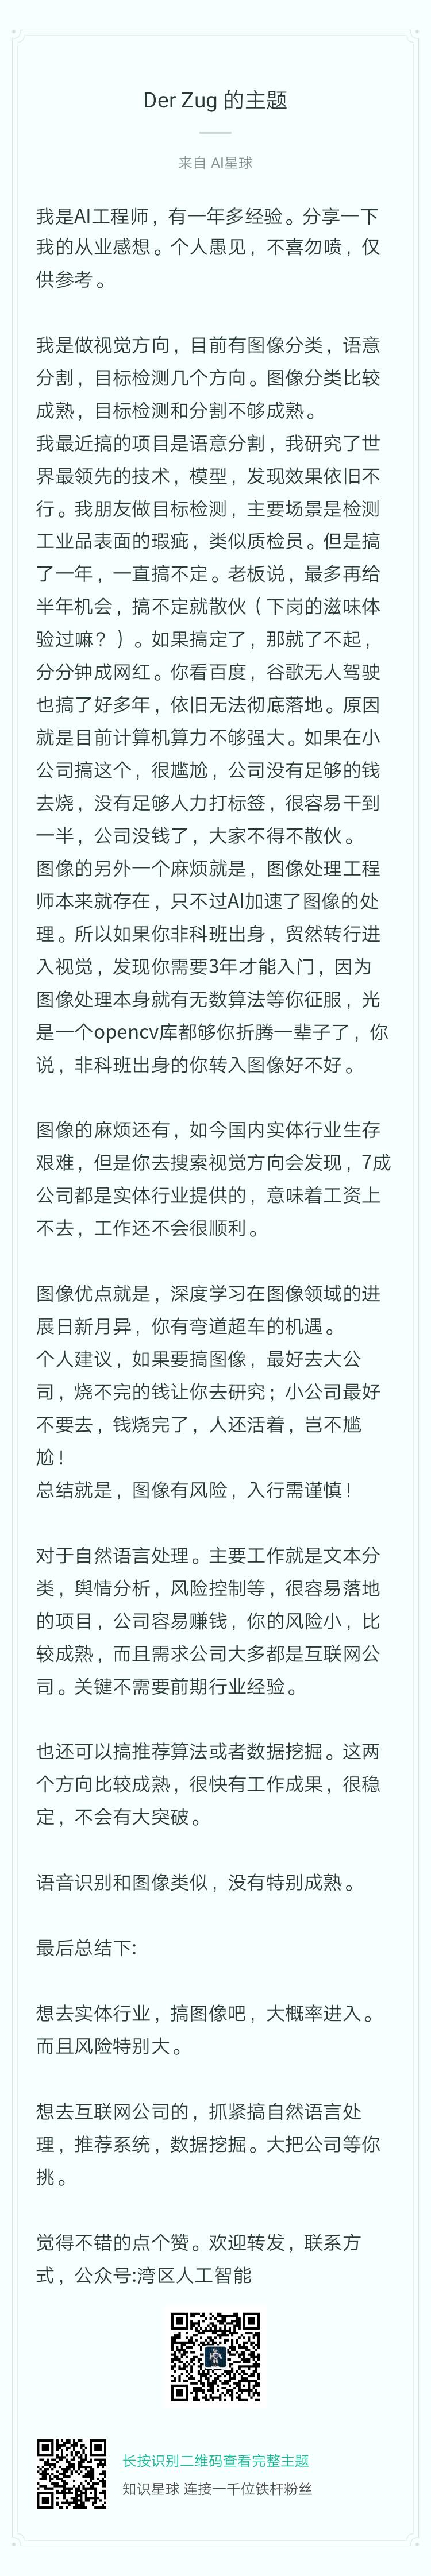 Der Zug 的主题
来自 AI星球
我是AI工程师，有一年多经验。分享一下
我的从业感想。个人愚见，不喜勿喷，仅
供参考。
我是做视觉方向，目前有图像分类，语意
分割，目标检测几个方向。图像分类比较
成熟，目标检测和分割不够成熟。
我最近搞的项目是语意分割，我研究了世
界最领先的技术，模型，发现效果依旧不
行。我朋友做目标检测，主要场景是检测
工业品表面的瑕疵，类似质检员。但是搞
了一年，一直搞不定。老板说，最多再给
半年机会，搞不定就散伙（下岗的滋味体
验过嘛？）。如果搞定了，那就了不起，
分分钟成网红。你看百度，谷歌无人驾驶
也搞了好多年，依旧无法彻底落地。原因
就是目前计算机算力不够强大。如果在小
公司搞这个，很尴尬，公司没有足够的钱
去烧，没有足够人力打标签，很容易干到
一半，公司没钱了，大家不得不散伙。
图像的另外一个麻烦就是，图像处理工程
师本来就存在，只不过AI加速了图像的处
理。所以如果你非科班出身，贸然转行进
入视觉，发现你需要3年才能入门，因为
图像处理本身就有无数算法等你征服，光
是一个opencv库都够你折腾一辈子了，你
说，非科班出身的你转入图像好不好。
图像的麻烦还有，如今国内实体行业生存
艰难，但是你去搜索视觉方向会发现，7成
公司都是实体行业提供的，意味着工资上
不去，工作还不会很顺利。
图像优点就是，深度学习在图像领域的进
展日新月异，你有弯道超车的机遇。
个人建议，如果要搞图像，最好去大公
司，烧不完的钱让你去研究；小公司最好
不要去，钱烧完了，人还活着，岂不尴
尬！
总结就是，图像有风险，入行需谨慎！
对于自然语言处理。主要工作就是文本分
类，舆情分析，风险控制等，很容易落地
的项目，公司容易赚钱，你的风险小，比
较成熟，而且需求公司大多都是互联网公
司。关键不需要前期行业经验。
也还可以搞推荐算法或者数据挖掘。这两
个方向比较成熟，很快有工作成果，很稳
定，不会有大突破。
语音识别和图像类似，没有特别成熟。
最后总结下:
想去实体行业，搞图像吧，大概率进入。
而且风险特别大。
想去互联网公司的，抓紧搞自然语言处
理，推荐系统，数据挖掘。大把公司等你
挑。
觉得不错的点个赞。欢迎转发，联系方
式，公众号:湾区人工智能
长按识别二维码查看完整主题
知识星球 连接一千位铁杆粉丝